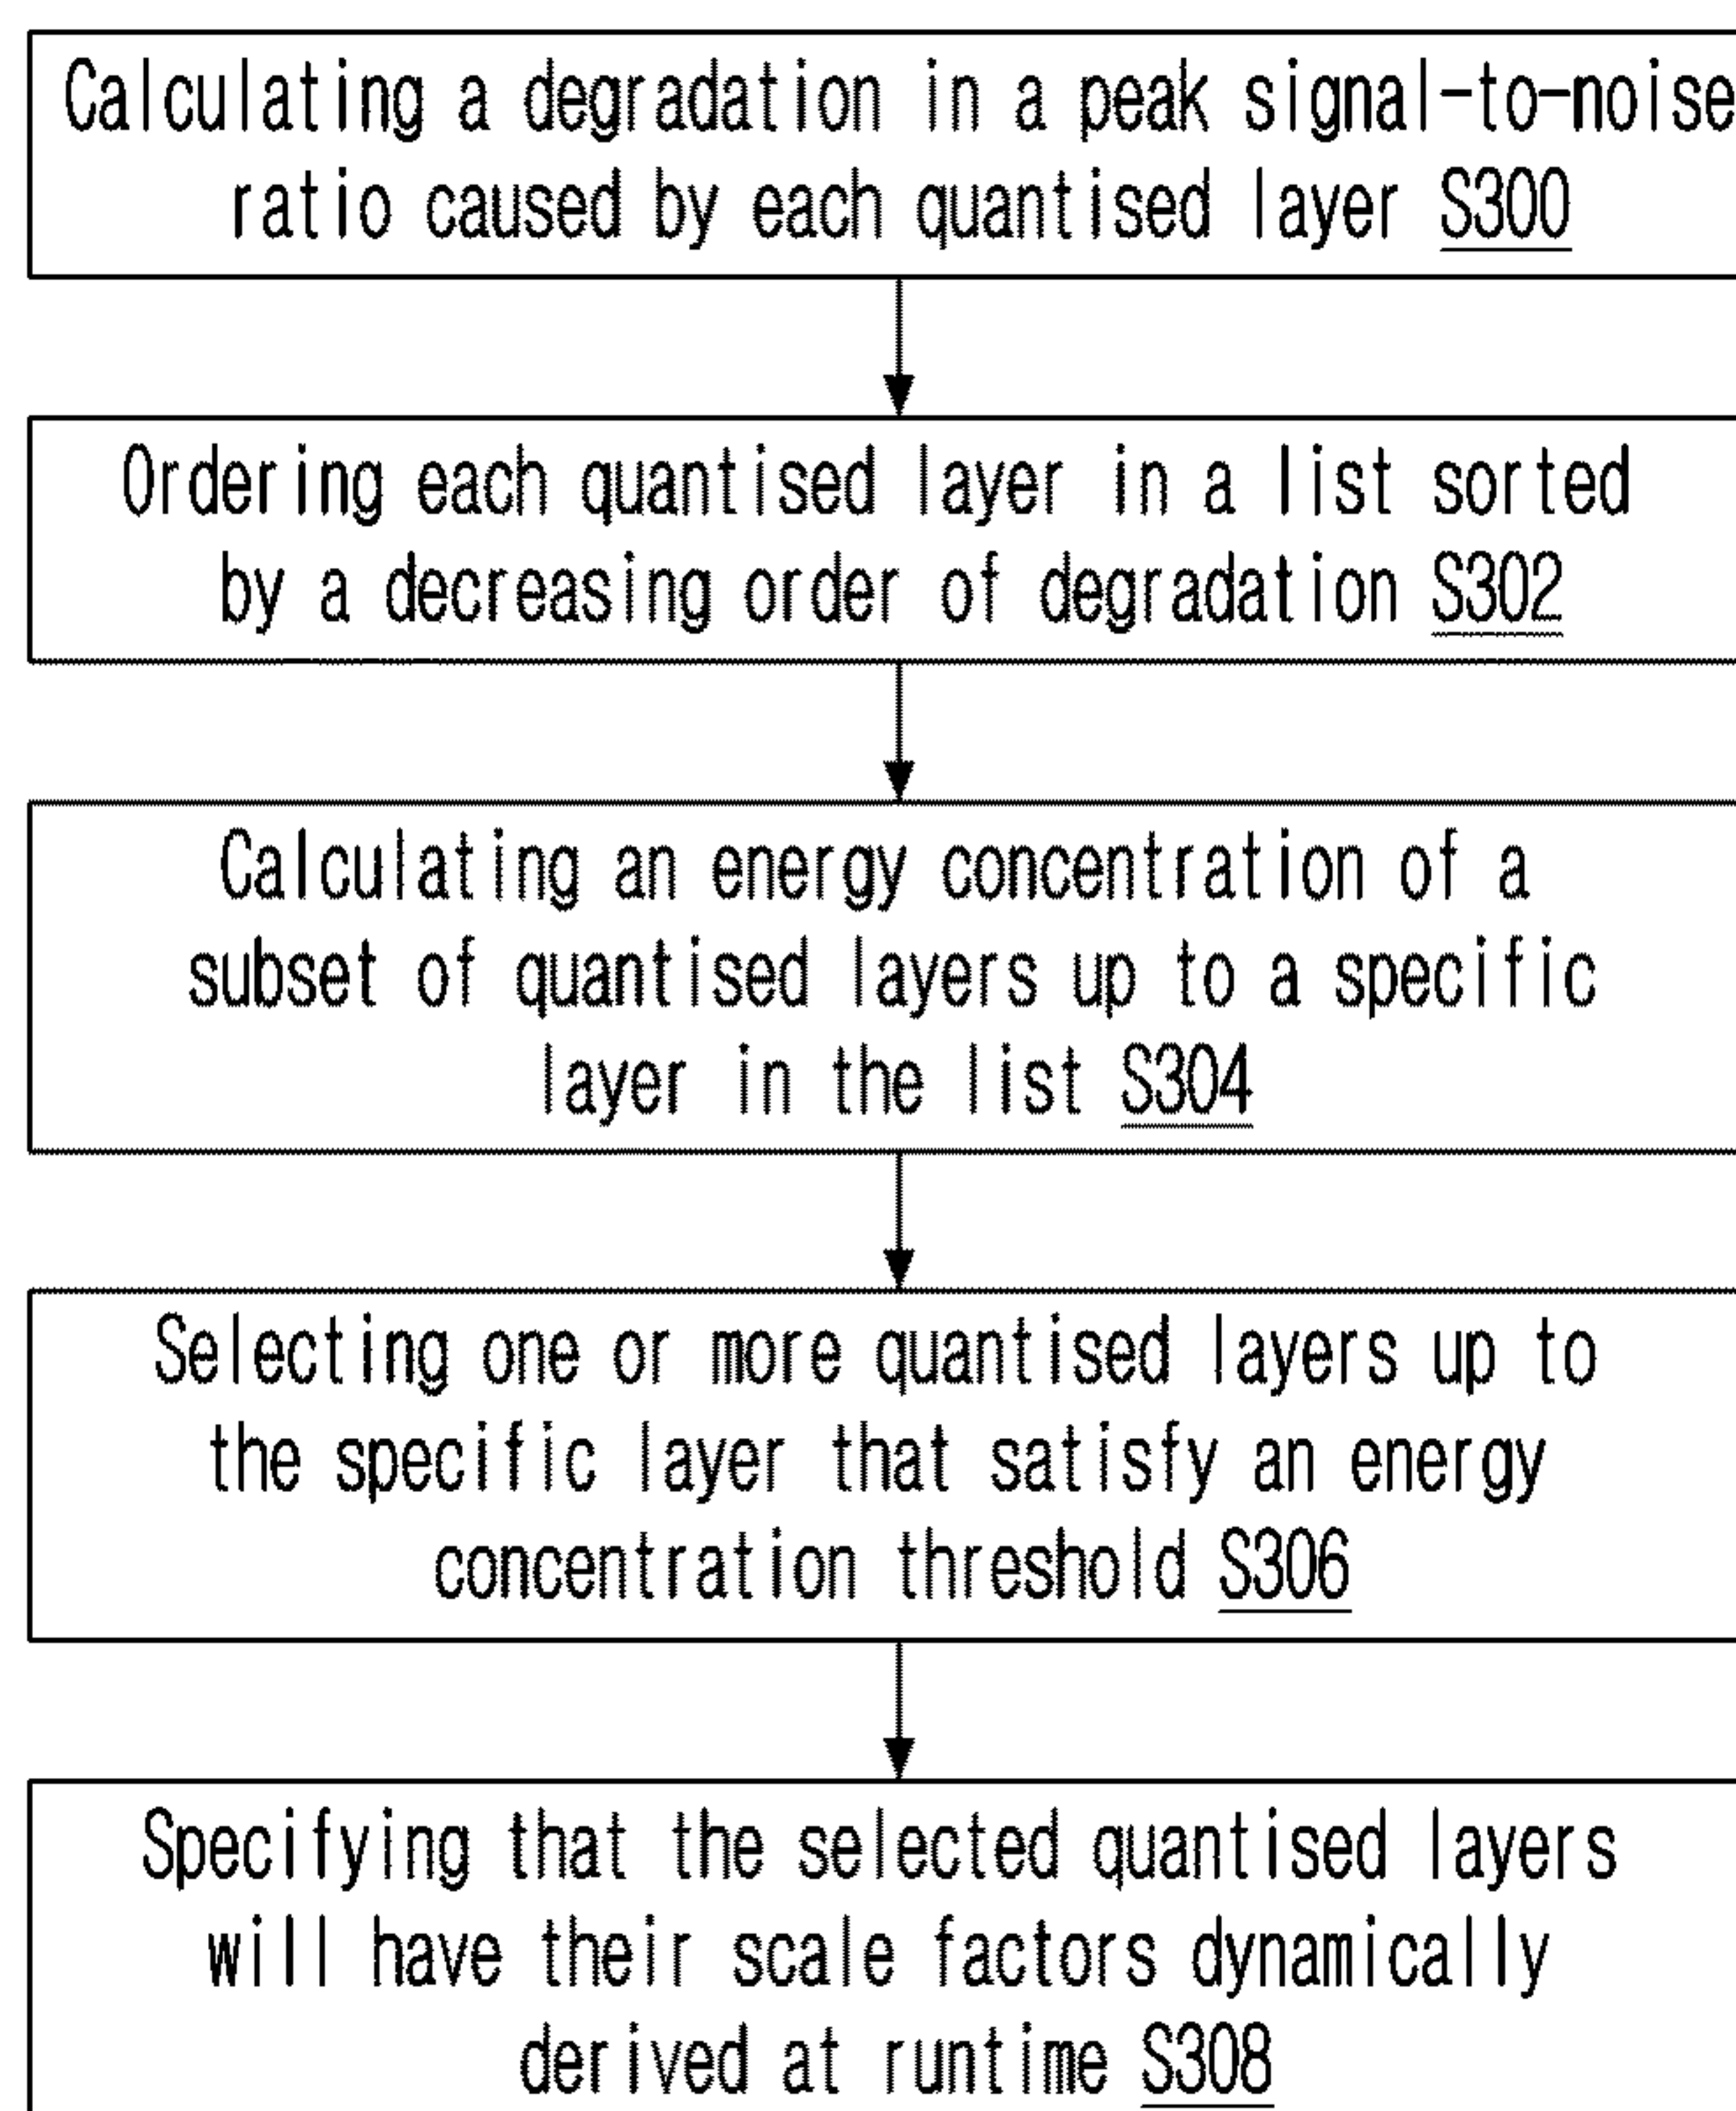 Calculating a degradation in a peak signal-to-noise
ratio caused by each quantised layer S300
Ordering each quantised layer in a list sorted
by a decreasing order of degradation S302
Calculating an energy concentration of a
subset of quantised layers up to a specific
layer in the list S304
Selecting one or more quantised layers up to
the specific layer that satisfy an energy
concentration threshold S306
Specifying that the selected quantised layers
will have their scale factors dynamically
derived at runtime S308